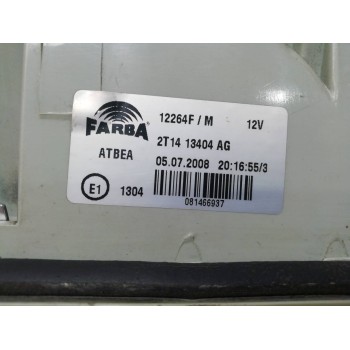 FARBA
12264F / M 12V
2T14 13404 AG
ATBEA 05.07.2008 20:16:55/3
E1 1304
081466937